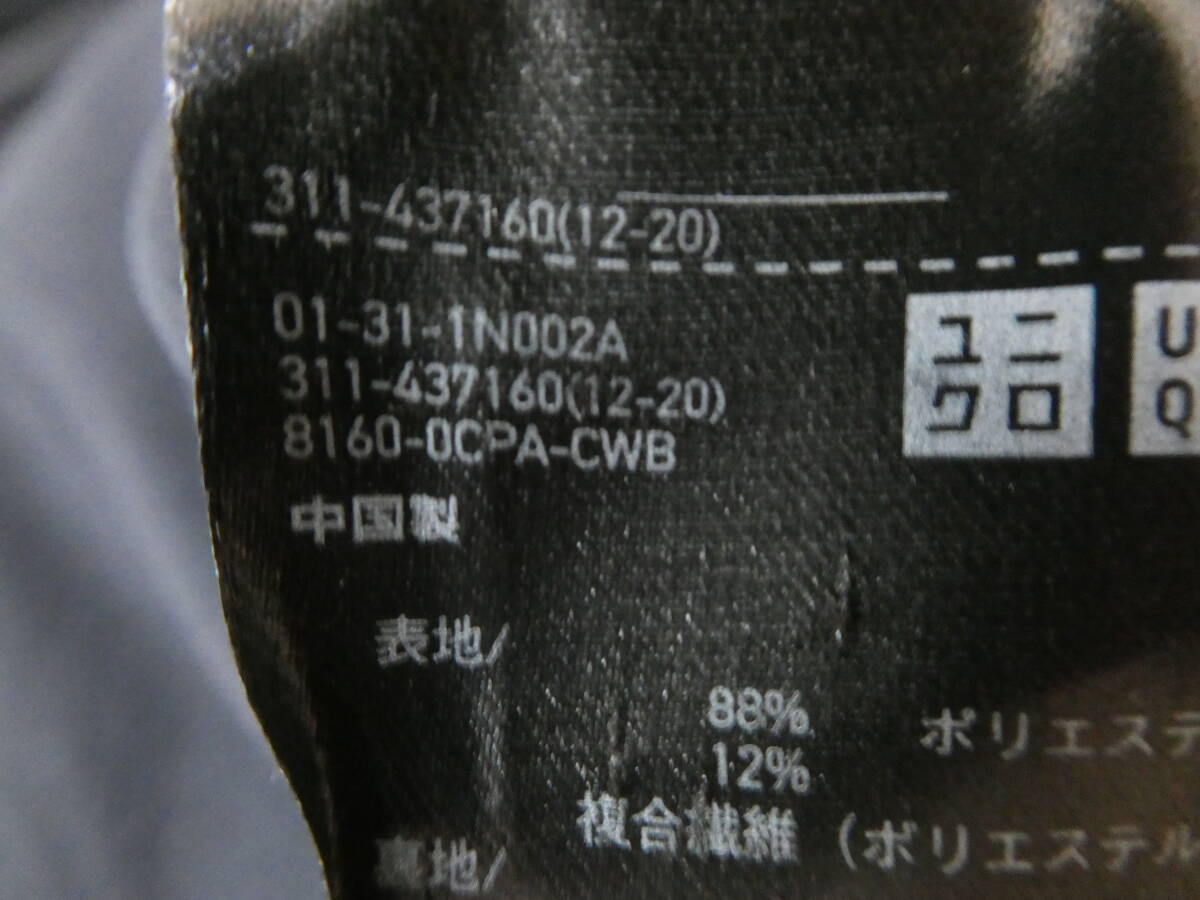 311-437160(12-20)
01-31-1N002A
311-437160(12-20)
8160-0CPA-CWB
ユニ
クロ
U
Q
中国製
表地/
88%
ポリエステ
12%
複合繊維 (ポリエステル
裏地/